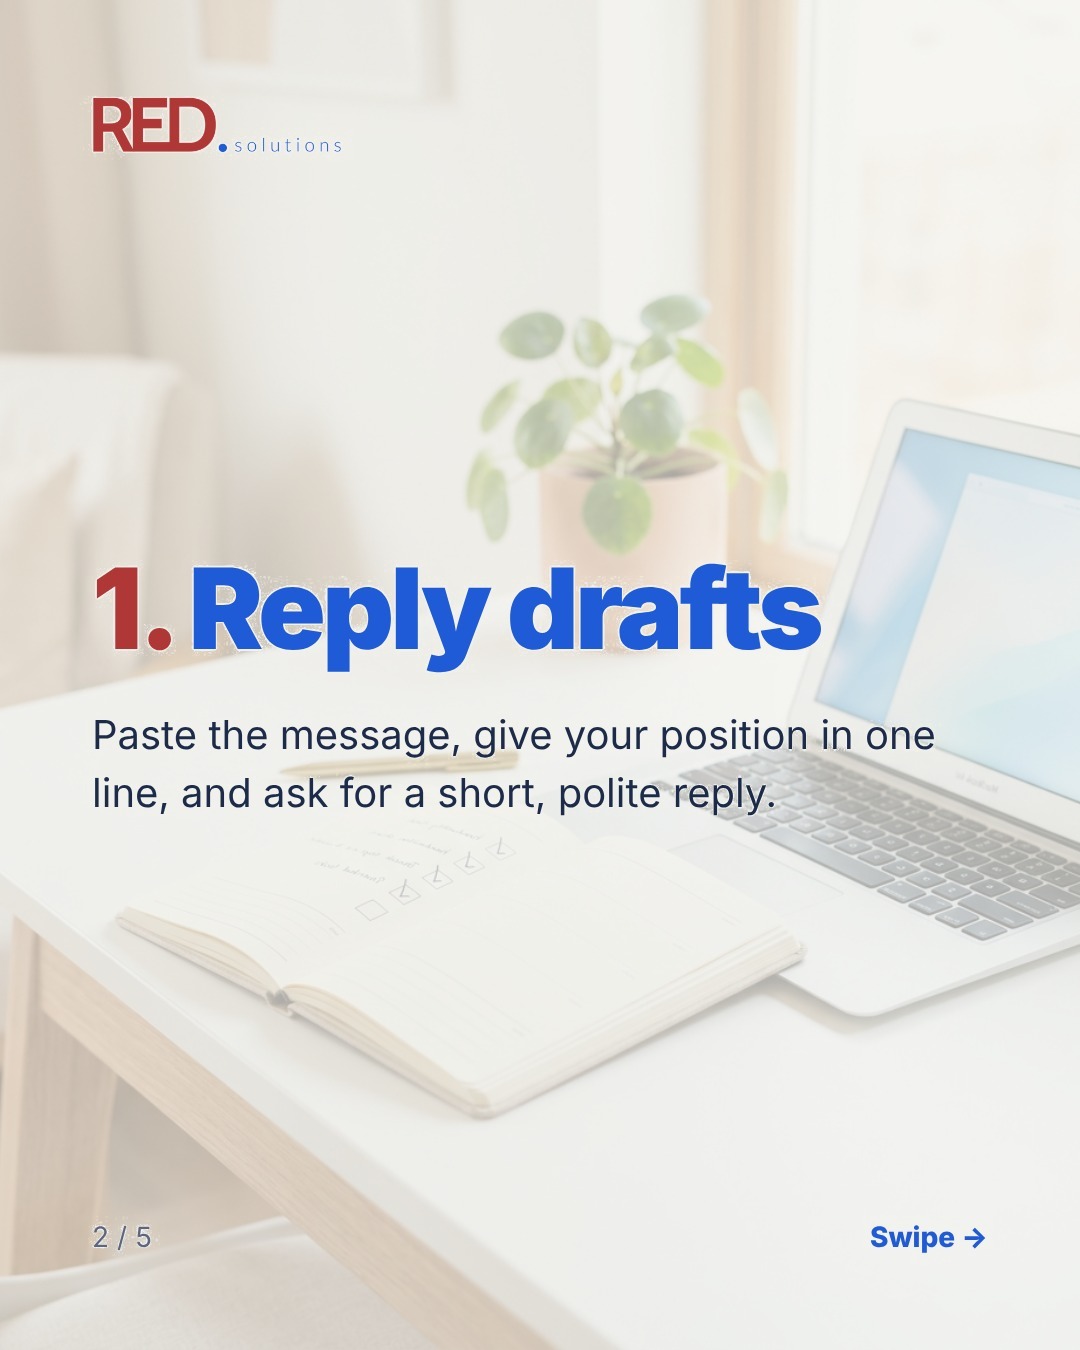 RED.solutions
1. Reply drafts
Paste the message, give your position in one
line, and ask for a short, polite reply.
2 / 5
Swipe →